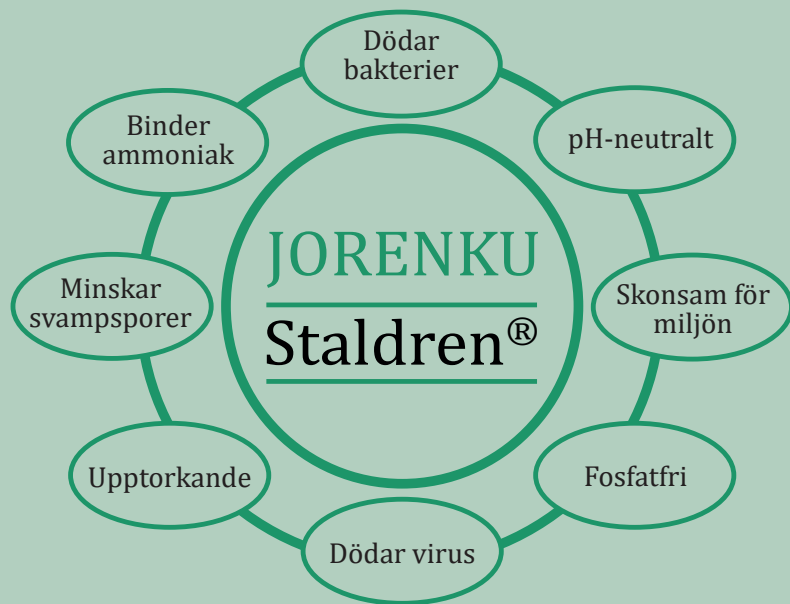 Dödar
bakterier
Binder
ammoniak
pH-neutralt
JORENKU
Staldren®
Minskar
svampsporer
Skonsam för
miljön
Upptorkande
Fosfatfri
Dödar virus